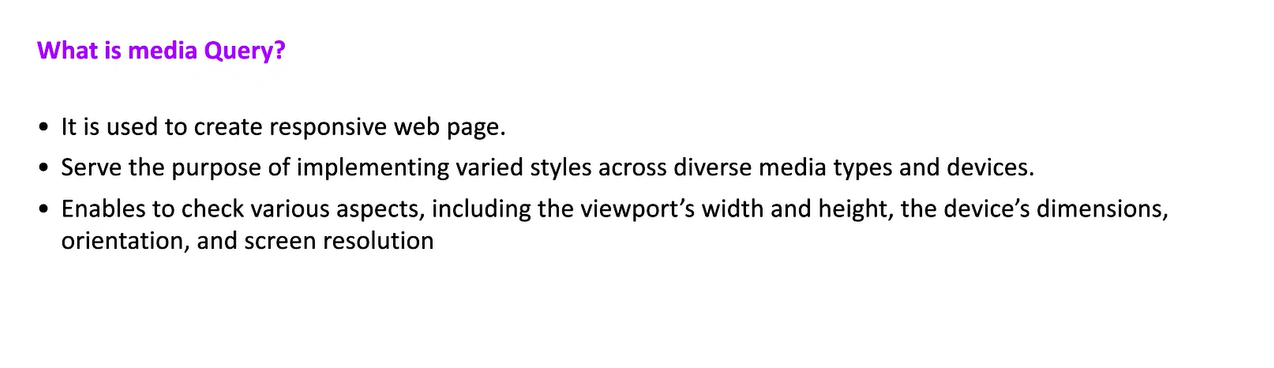 What is media Query?
• It is used to create responsive web page.
• Serve the purpose of implementing varied styles across diverse media types and devices.
• Enables to check various aspects, including the viewport’s width and height, the device’s dimensions,
orientation, and screen resolution